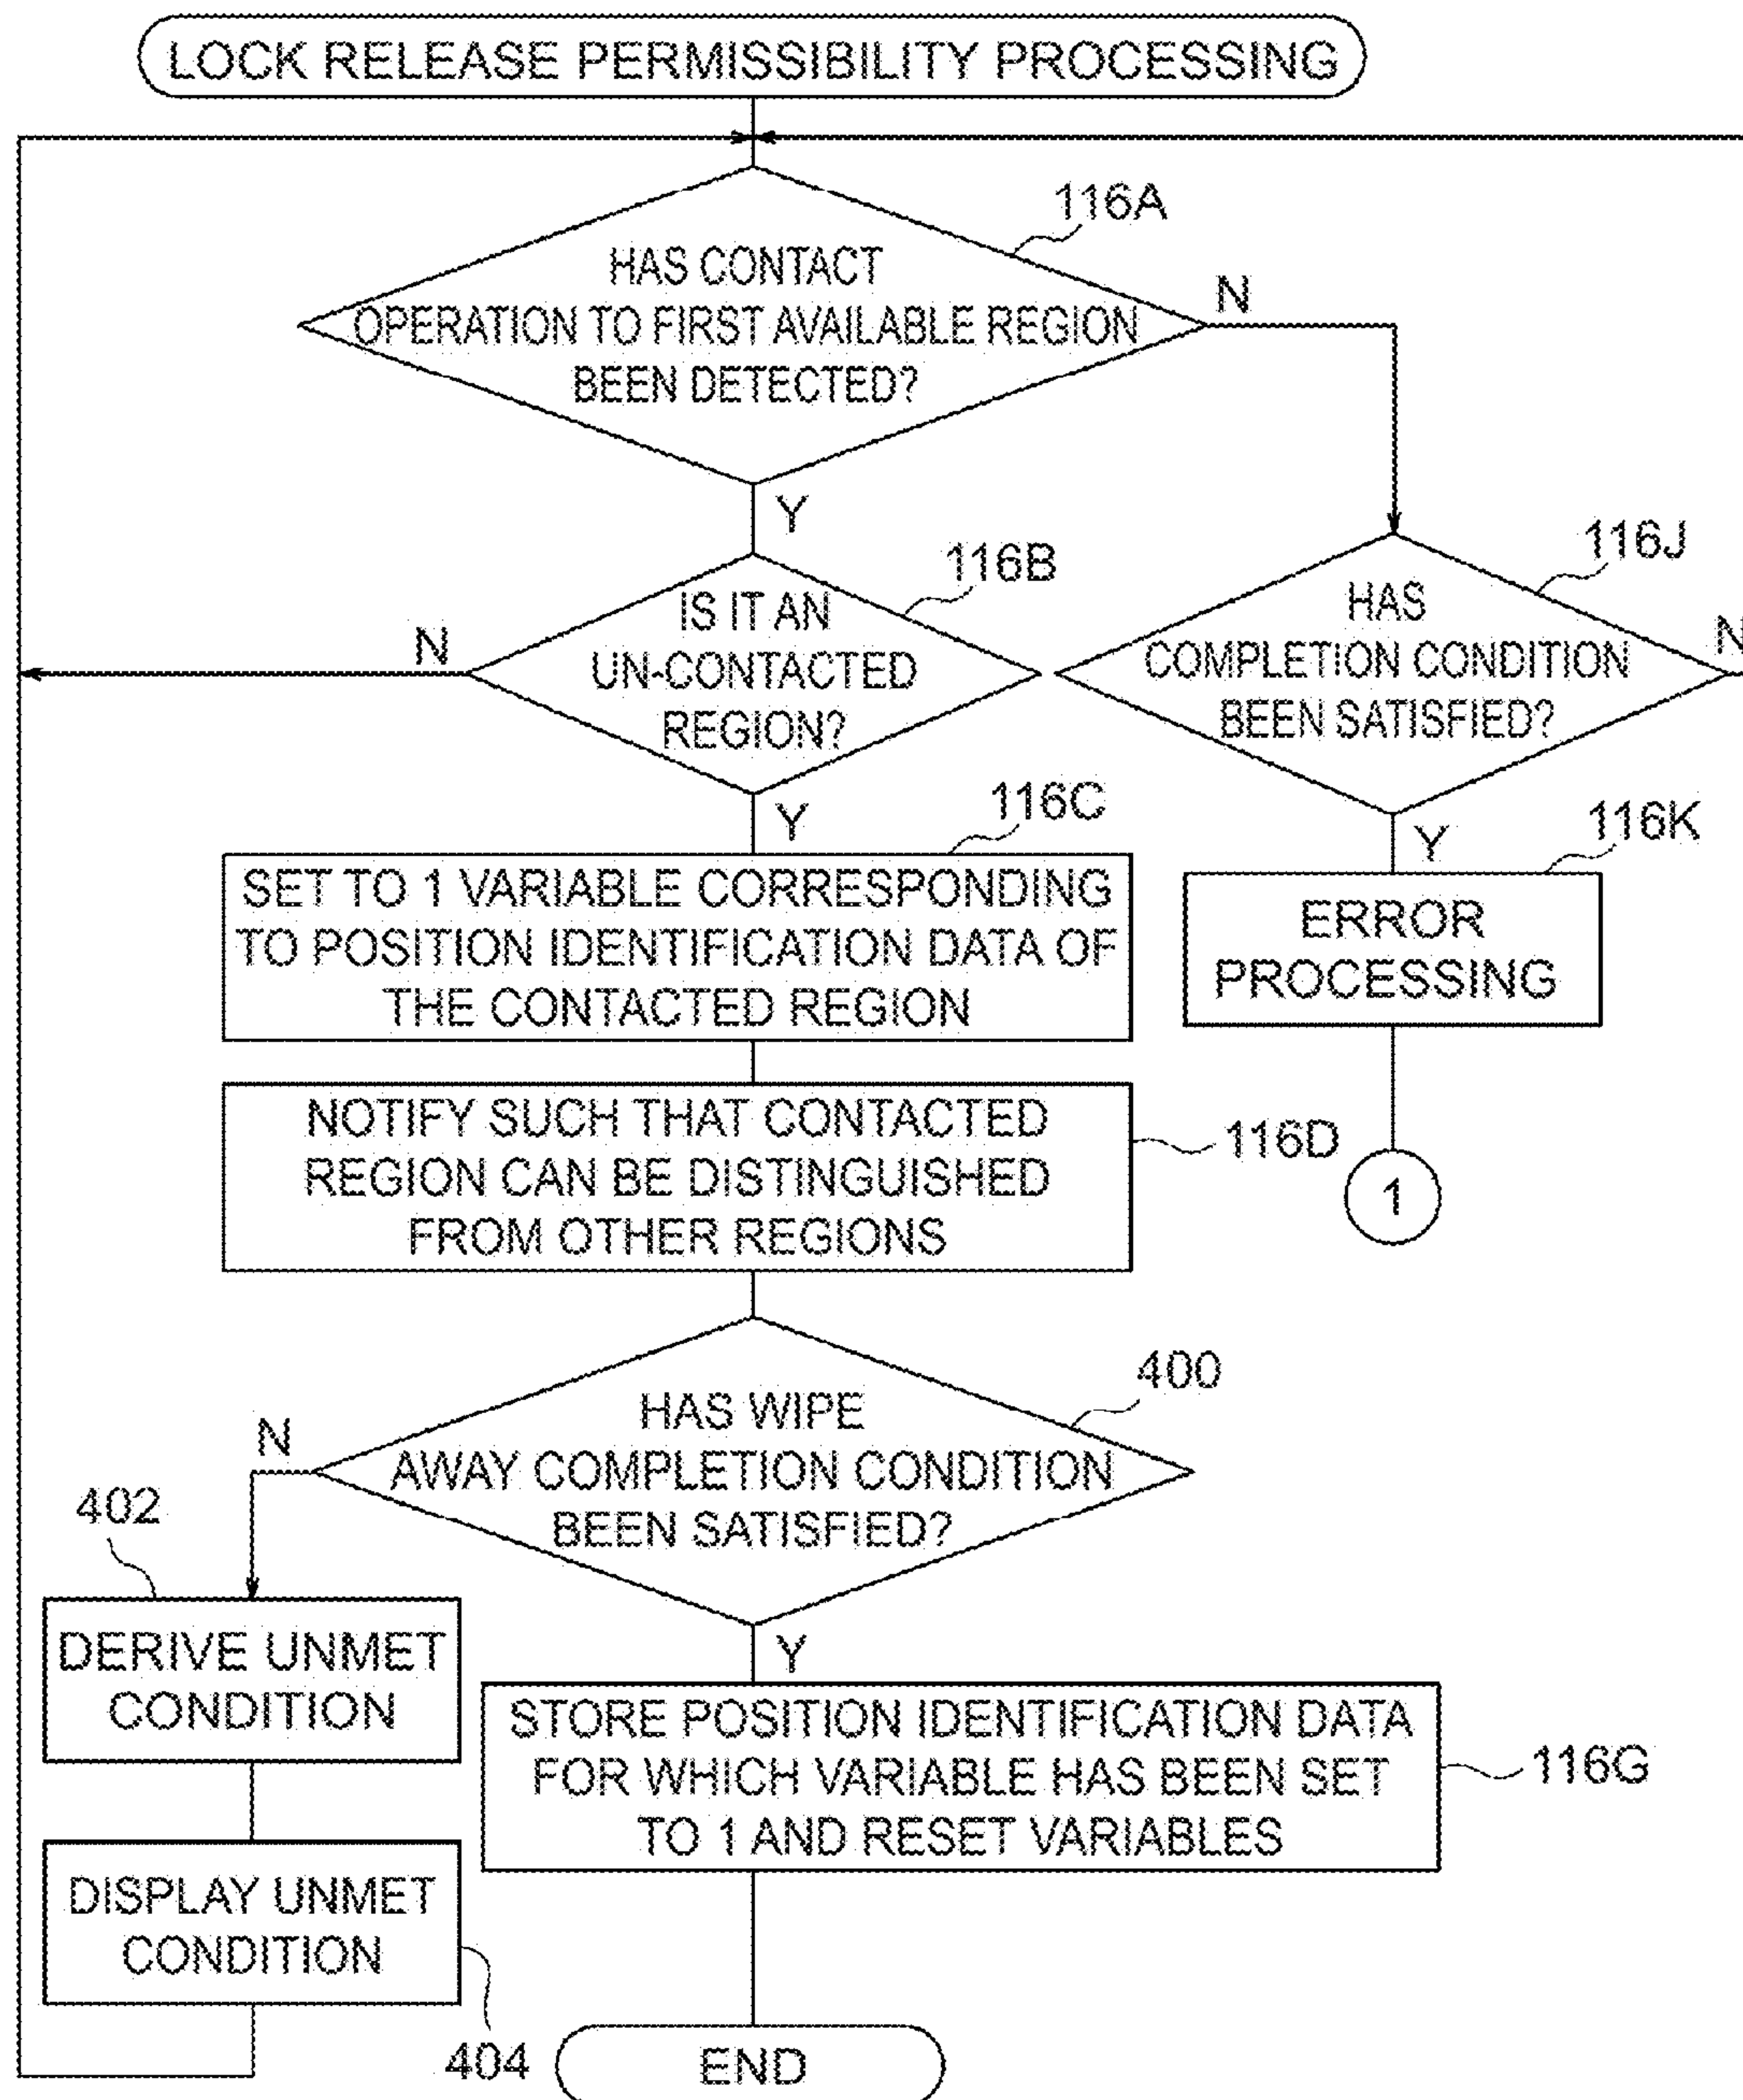 LOCK RELEASE PERMISSIBILITY PROCESSING
116A
HAS CONTACT
OPERATION TO FIRST AVAILABLE REGION
BEEN DETECTED?
N
Y
116B
IS IT AN
UN-CONTACTED
REGION?
N
116J
HAS
COMPLETION CONDITION
BEEN SATISFIED?
N
Y
116C
SET TO 1 VARIABLE CORRESPONDING
TO POSITION IDENTIFICATION DATA OF
THE CONTACTED REGION
Y
116K
ERROR
PROCESSING
NOTIFY SUCH THAT CONTACTED
REGION CAN BE DISTINGUISHED
FROM OTHER REGIONS
116D
1
400
HAS WIPE
AWAY COMPLETION CONDITION
BEEN SATISFIED?
N
402
DERIVE UNMET
CONDITION
Y
STORE POSITION IDENTIFICATION DATA
FOR WHICH VARIABLE HAS BEEN SET
TO 1 AND RESET VARIABLES
116G
DISPLAY UNMET
CONDITION
404
END